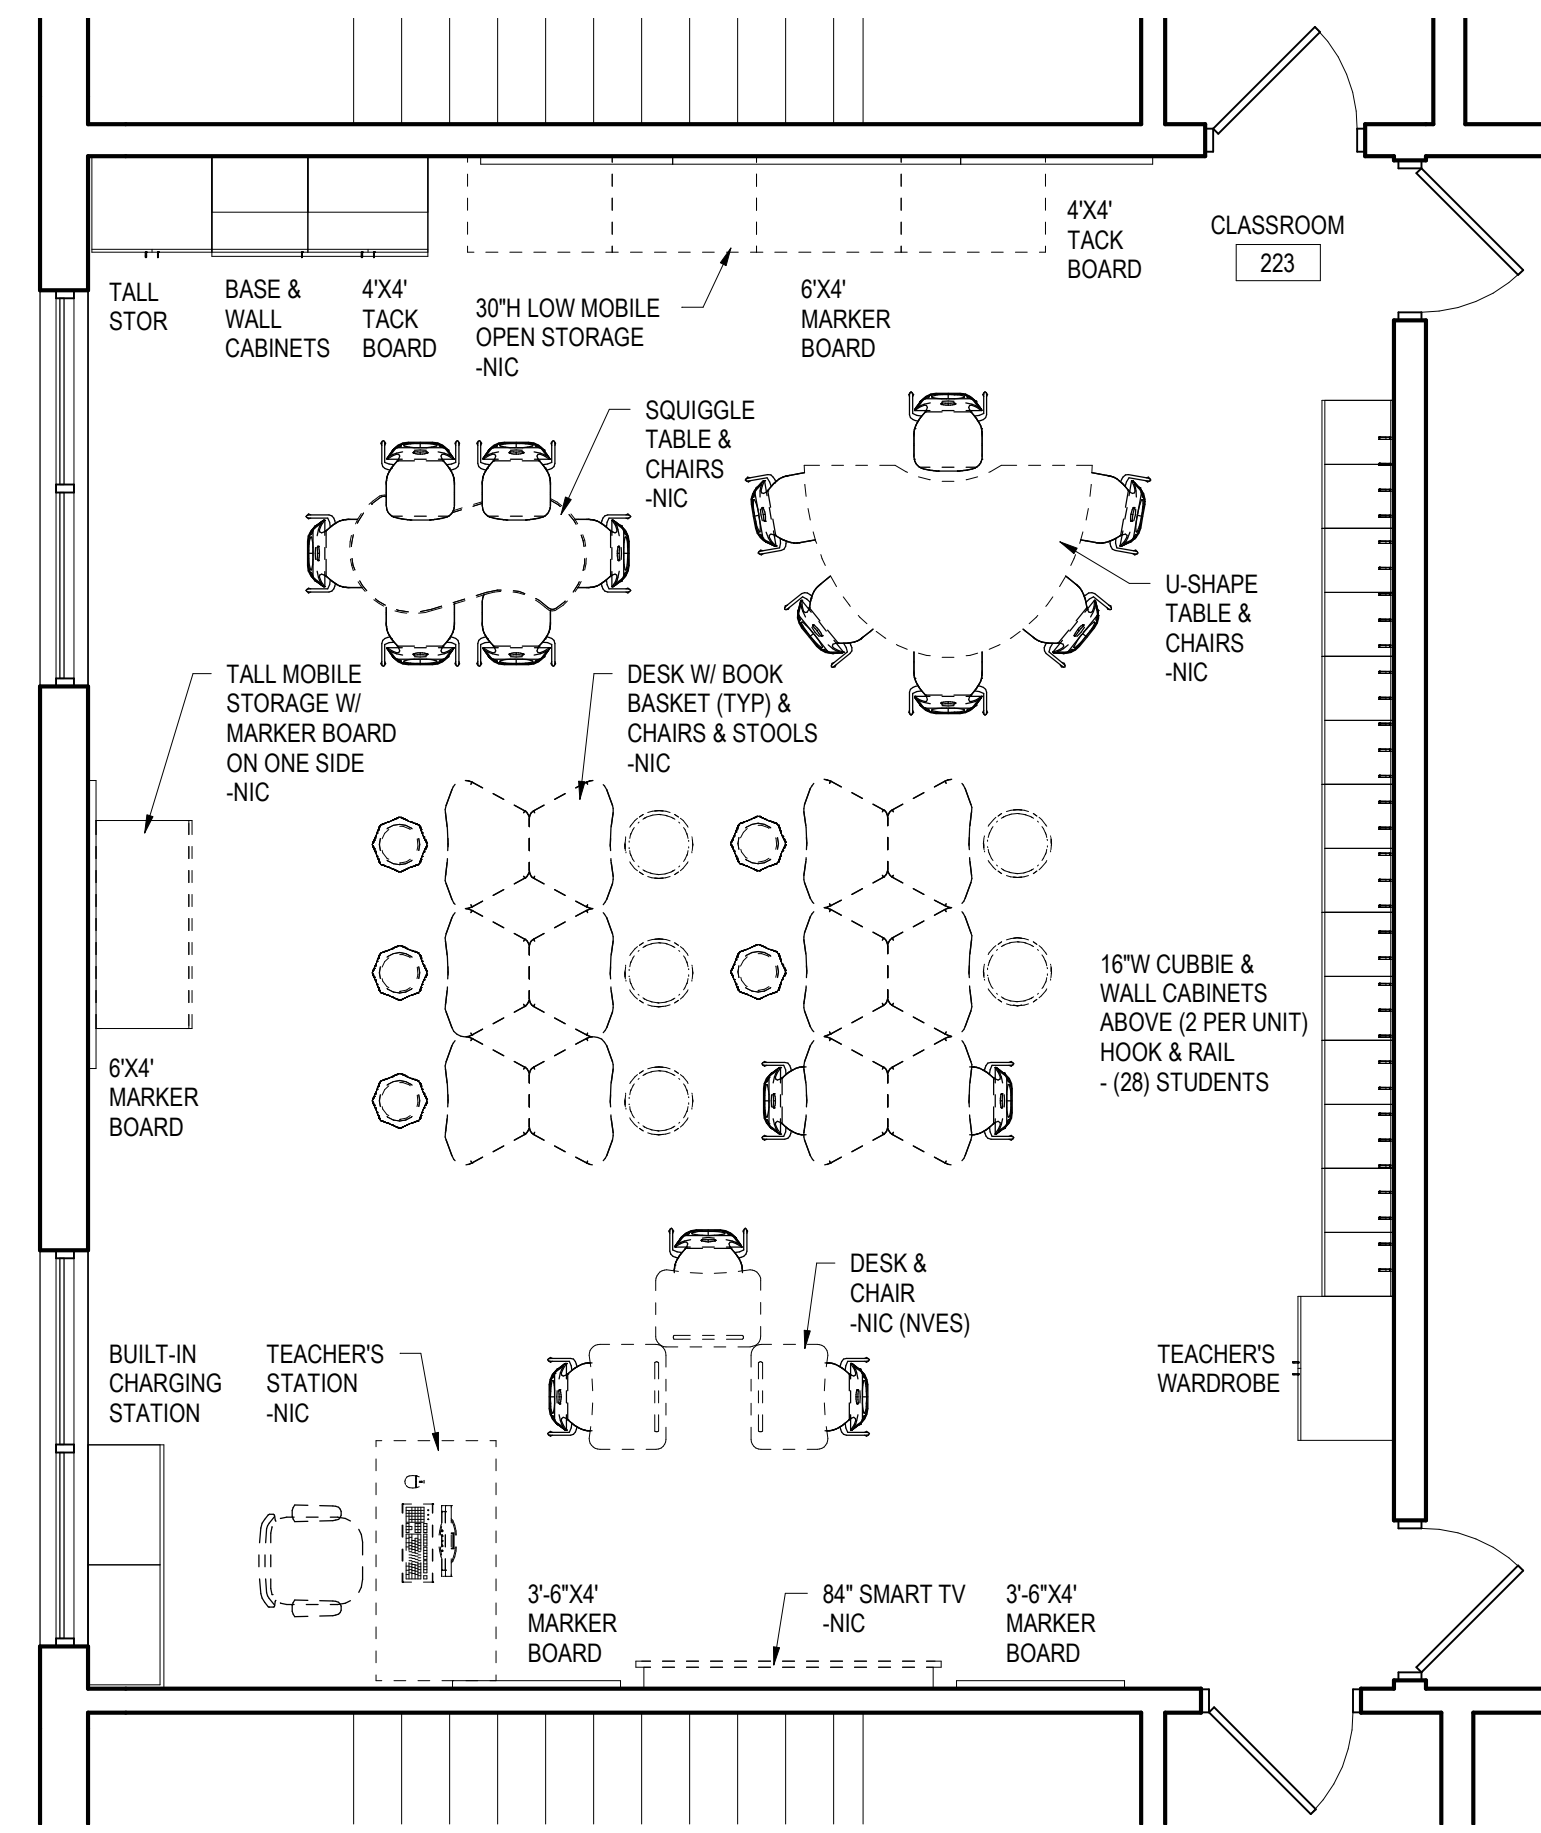 4'X4'
TACK
BOARD
CLASSROOM
223
TALL
STOR
BASE &
WALL
CABINETS
4'X4'
TACK
BOARD
30"H LOW MOBILE
OPEN STORAGE
-NIC
6'X4'
MARKER
BOARD
SQUIGGLE
TABLE &
CHAIRS
-NIC
U-SHAPE
TABLE &
CHAIRS
-NIC
TALL MOBILE
STORAGE W/
MARKER BOARD
ON ONE SIDE
-NIC
DESK W/ BOOK
BASKET (TYP) &
CHAIRS & STOOLS
-NIC
16"W CUBBIE &
WALL CABINETS
ABOVE (2 PER UNIT)
HOOK & RAIL
- (28) STUDENTS
6'X4'
MARKER
BOARD
DESK &
CHAIR
-NIC (NVES)
BUILT-IN
CHARGING
STATION
TEACHER'S
STATION
-NIC
TEACHER'S
WARDROBE
3'-6"X4'
MARKER
BOARD
84" SMART TV
-NIC
3'-6"X4'
MARKER
BOARD